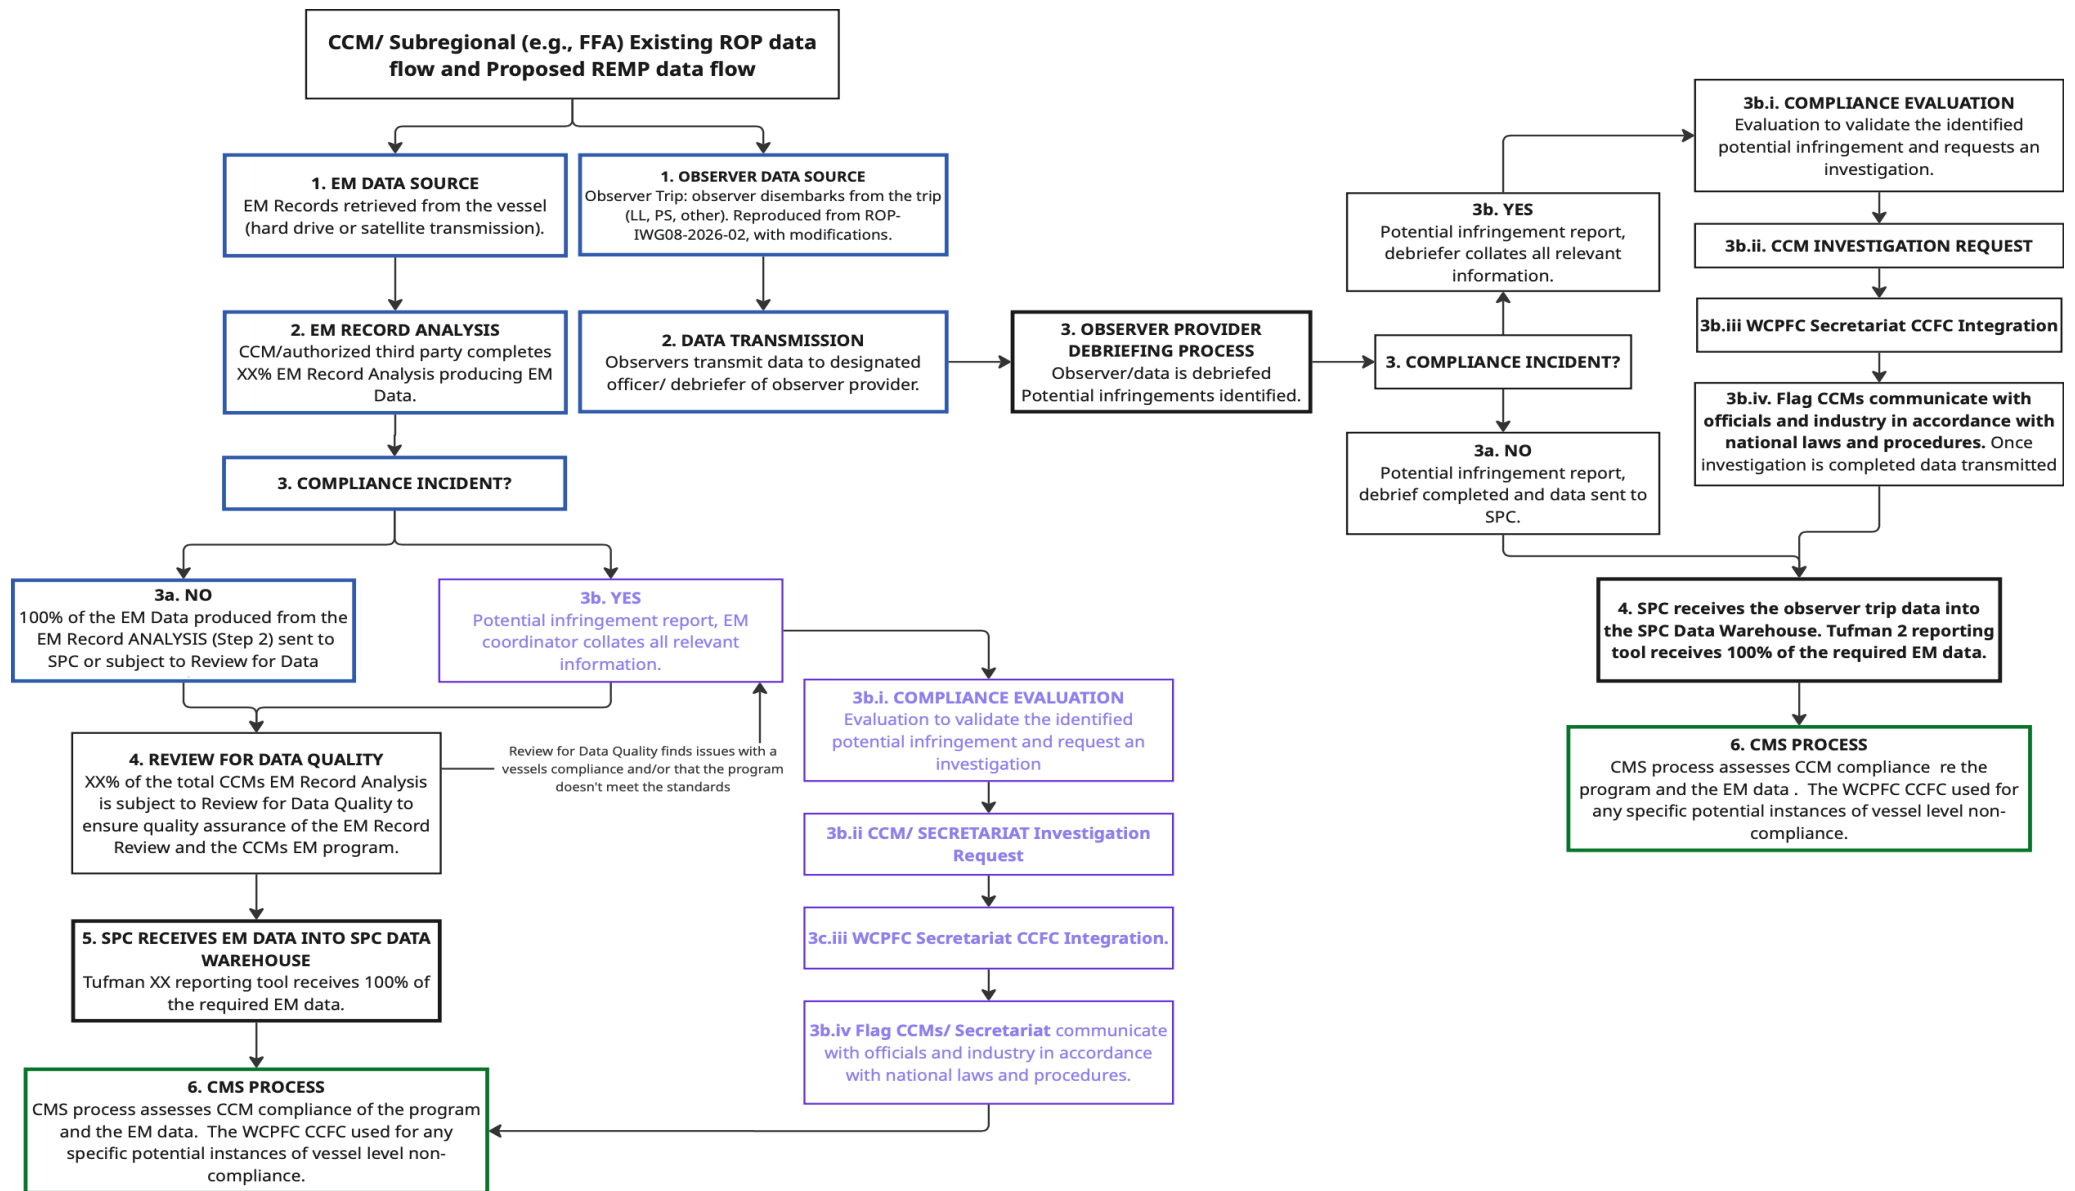 CCM/ Subregional (e.g., FFA) Existing ROP data
flow and Proposed REMP data flow
1. EM DATA SOURCE
EM Records retrieved from the vessel
(hard drive or satellite transmission).
1. OBSERVER DATA SOURCE
Observer Trip: observer disembarks from the trip
(LL, PS, other). Reproduced from ROP-
IWG08-2026-02, with modifications.
2. EM RECORD ANALYSIS
CCM/authorized third party completes
XX% EM Record Analysis producing EM
Data.
2. DATA TRANSMISSION
Observers transmit data to designated
officer/ debriefer of observer provider.
3. OBSERVER PROVIDER
DEBRIEFING PROCESS
Observer/data is debriefed
Potential infringements identified.
3. COMPLIANCE INCIDENT?
3b. YES
Potential infringement report,
debriefer collates all relevant
information.
3a. NO
Potential infringement report,
debrief completed and data sent to
SPC.
3b.i. COMPLIANCE EVALUATION
Evaluation to validate the identified
potential infringement and requests an
investigation.
3b.ii. CCM INVESTIGATION REQUEST
3b.iii WCPFC Secretariat CCFC Integration
3b.iv. Flag CCMs communicate with
officials and industry in accordance with
national laws and procedures. Once
investigation is completed data transmitted
4. SPC receives the observer trip data into
the SPC Data Warehouse. Tufman 2 reporting
tool receives 100% of the required EM data.
6. CMS PROCESS
CMS process assesses CCM compliance  re the
program and the EM data .  The WCPFC CCFC used for
any specific potential instances of vessel level non-
compliance.
3. COMPLIANCE INCIDENT?
3a. NO
100% of the EM Data produced from the
EM Record ANALYSIS (Step 2) sent to
SPC or subject to Review for Data
3b. YES
Potential infringement report, EM
coordinator collates all relevant
information.
4. REVIEW FOR DATA QUALITY
XX% of the total CCMs EM Record Analysis
is subject to Review for Data Quality to
ensure quality assurance of the EM Record
Review and the CCMs EM program.
Review for Data Quality finds issues with a
vessels compliance and/or that the program
doesn't meet the standards
3b.i. COMPLIANCE EVALUATION
Evaluation to validate the identified
potential infringement and request an
investigation
3b.ii CCM/ SECRETARIAT Investigation
Request
3c.iii WCPFC Secretariat CCFC Integration.
3b.iv Flag CCMs/ Secretariat communicate
with officials and industry in accordance
with national laws and procedures.
5. SPC RECEIVES EM DATA INTO SPC DATA
WAREHOUSE
Tufman XX reporting tool receives 100% of
the required EM data.
6. CMS PROCESS
CMS process assesses CCM compliance of the program
and the EM data.  The WCPFC CCFC used for any
specific potential instances of vessel level non-
compliance.